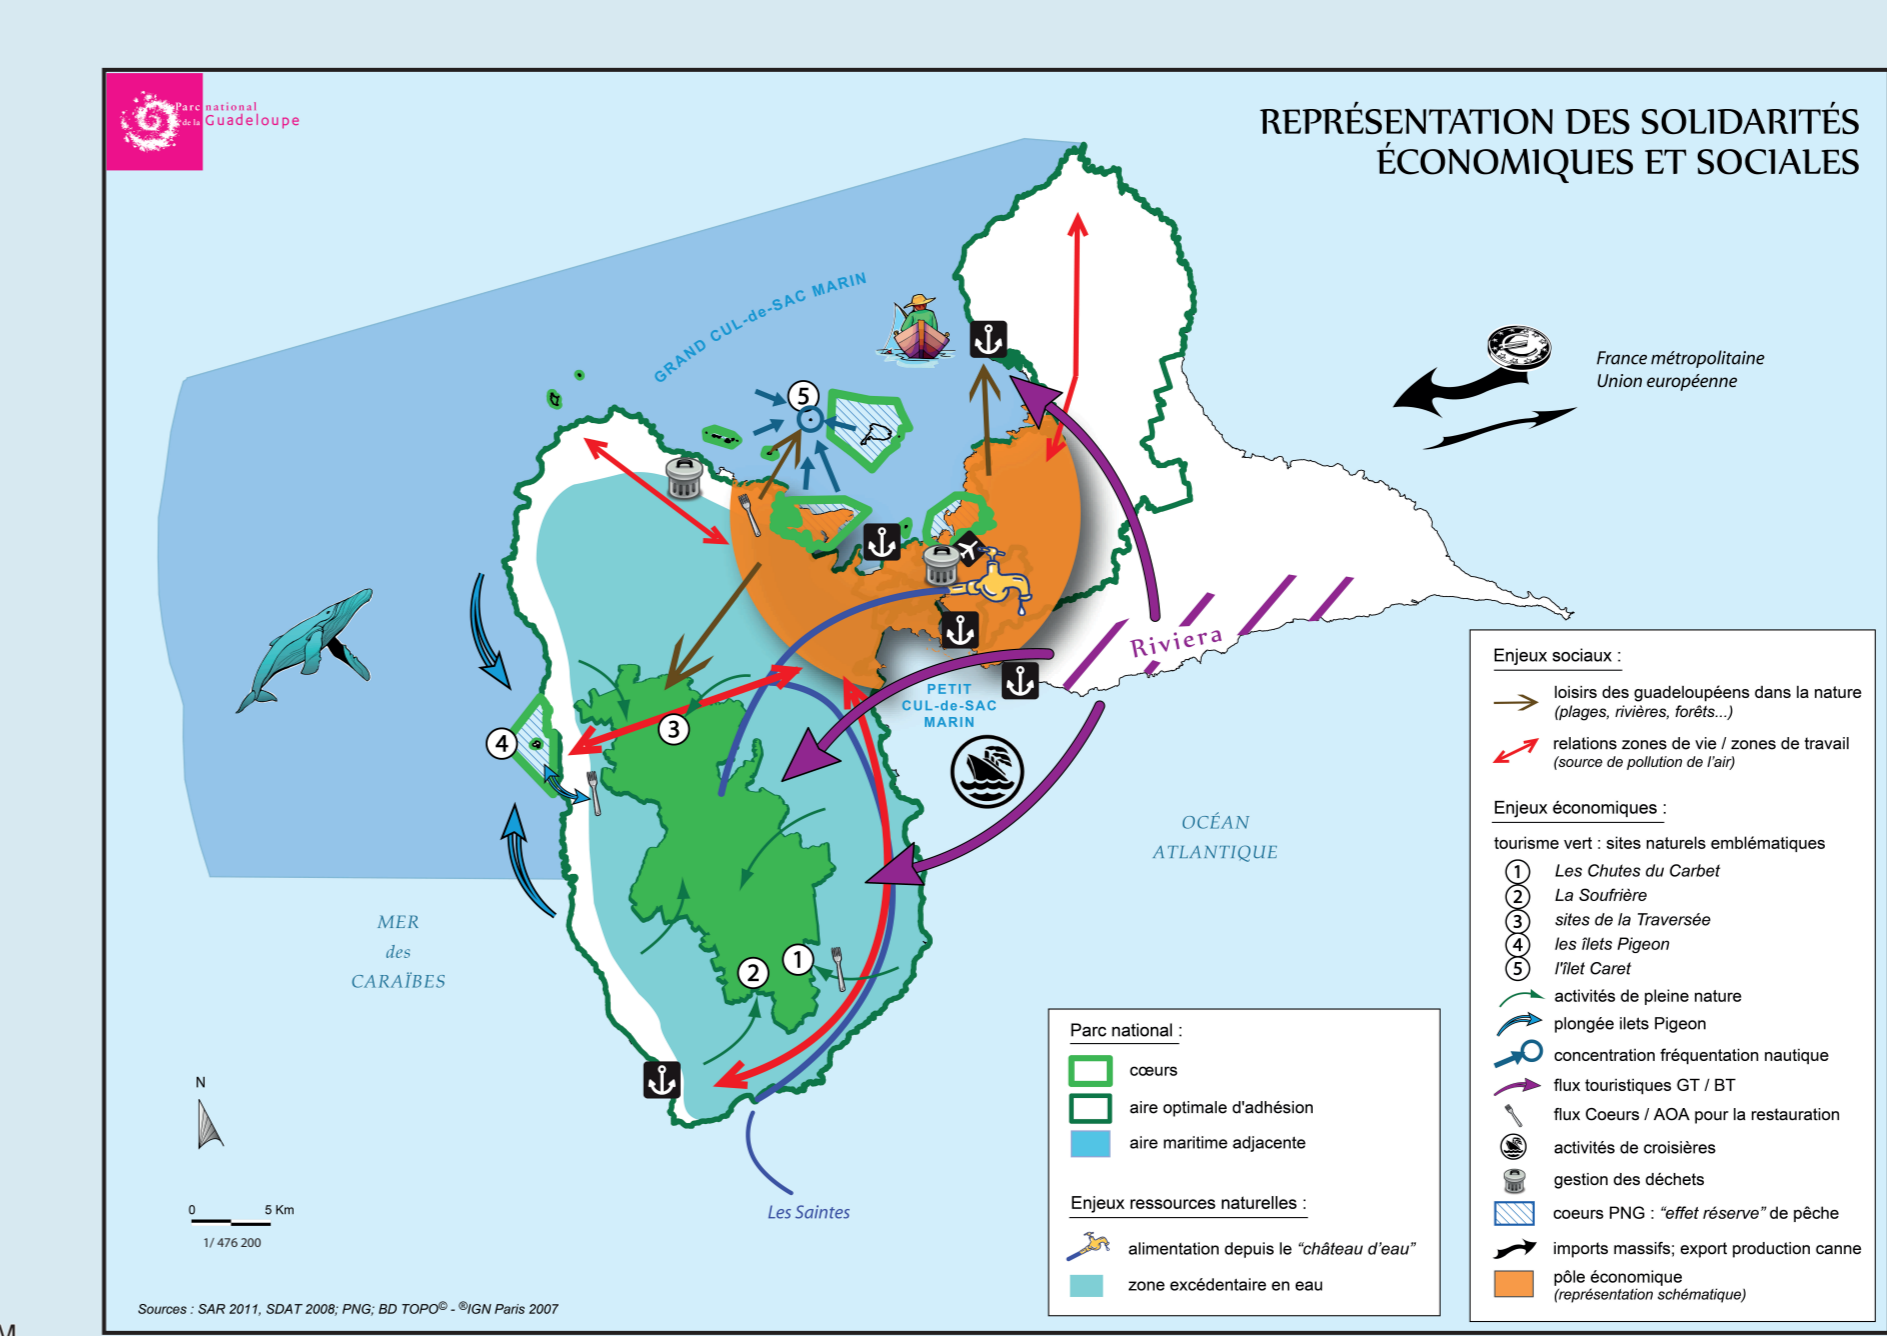 Parc national
de la Guadeloupe
REPRÉSENTATION DES SOLIDARITÉS
ÉCONOMIQUES ET SOCIALES
GRAND CUL-de-SAC MARIN
France métropolitaine
Union européenne
5
Riviera
PETIT
CUL-de-SAC
MARIN
3
4
OCÉAN
ATLANTIQUE
MER
des
CARAÏBES
1
2
Les Saintes
N
0 5 Km
1/ 476 200
Sources : SAR 2011, SDAT 2008; PNG; BD TOPO© - ®IGN Paris 2007
Parc national :
cœurs
aire optimale d'adhésion
aire maritime adjacente
Enjeux ressources naturelles :
alimentation depuis le “château d’eau”
zone excédentaire en eau
Enjeux sociaux :
loisirs des guadeloupéens dans la nature
(plages, rivières, forêts...)
relations zones de vie / zones de travail
(source de pollution de l’air)
Enjeux économiques :
tourisme vert : sites naturels emblématiques
1 Les Chutes du Carbet
2 La Soufrière
3 sites de la Traversée
4 les îlets Pigeon
5 l'îlet Caret
activités de pleine nature
plongée ilets Pigeon
concentration fréquentation nautique
flux touristiques GT / BT
flux Coeurs / AOA pour la restauration
activités de croisières
gestion des déchets
coeurs PNG : “effet réserve” de pêche
imports massifs; export production canne
pôle économique
(représentation schématique)